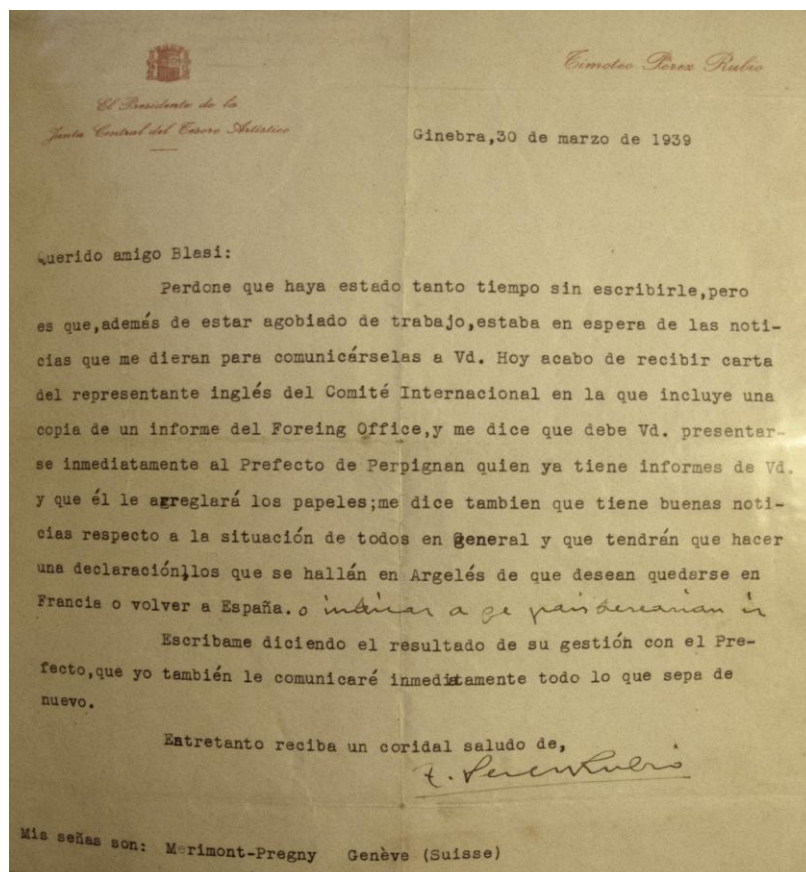 Timoteo Pérez Rubio
El Presidente de la
Junta Central del Tesoro Artístico
Ginebra,30 de marzo de 1939
Querido amigo Blasi:
Perdone que haya estado tanto tiempo sin escribirle,pero
es que,además de estar agobiado de trabajo,estaba en espera de las noti-
cias que me dieran para comunicárselas a Vd. Hoy acabo de recibir carta
del representante inglés del Comité Internacional en la que incluye una
copia de un informe del Foreing Office,y me dice que debe Vd. presentar-
se inmediatamente al Prefecto de Perpignan quien ya tiene informes de Vd.
y que él le agreglará los papeles;me dice tambien que tiene buenas noti-
cias respecto a la situación de todos en general y que tendrán que hacer
una declaración,los que se hallán en Argelés de que desean quedarse en
Francia o volver a España. o indicar a qe pais desearian ir
Escribame diciendo el resultado de su gestión con el Pre-
fecto,que yo también le comunicaré inmediatamente todo lo que sepa de
nuevo.
Entretanto reciba un coridal saludo de,
T. Perez Rubio
Mis señas son: Merimont-Pregny Genève (Suisse)